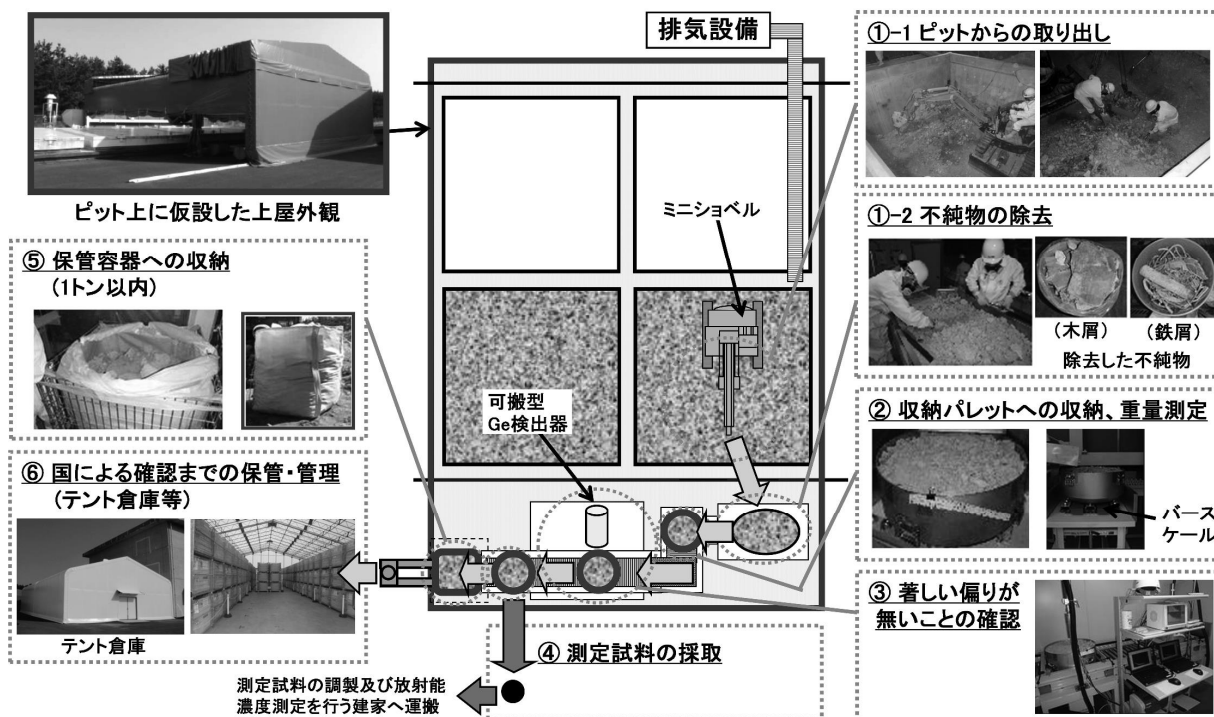 排気設備
ピット上に仮設した上屋外観
ミニショベル
可搬型
Ge検出器
①-1 ピットからの取り出し
①-2 不純物の除去
(木屑)
(鉄屑)
除去した不純物
② 収納パレットへの収納、重量測定
バース
ケール
③ 著しい偏りが
無いことの確認
④ 測定試料の採取
測定試料の調製及び放射能
濃度測定を行う建家へ運搬
⑤ 保管容器への収納
(1トン以内)
⑥ 国による確認までの保管・管理
(テント倉庫等)
テント倉庫